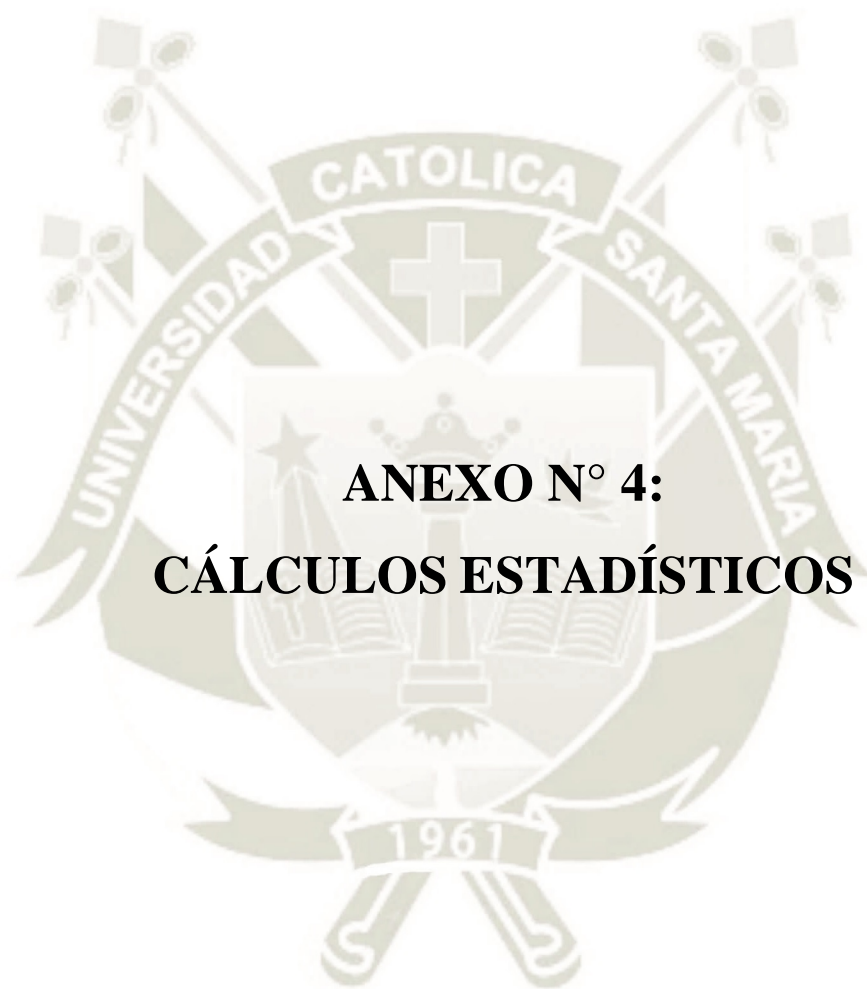 CATOLICA
UNIVERSIDAD
SANTA MARIA
ANEXO N° 4:
CÁLCULOS ESTADÍSTICOS
1961